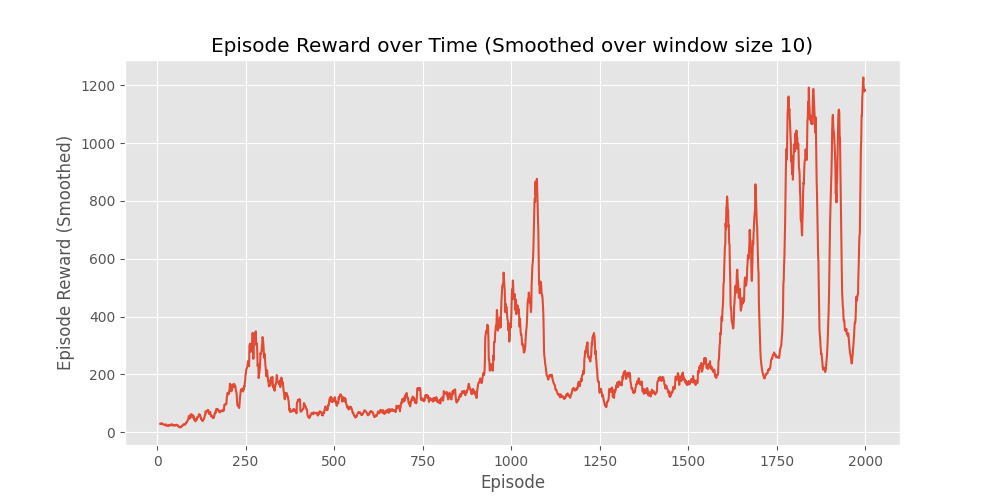 Episode Reward over Time (Smoothed over window size 10)
Episode Reward (Smoothed)
1200
1000
800
600
400
200
0
0 250 500 750 1000 1250 1500 1750 2000
Episode